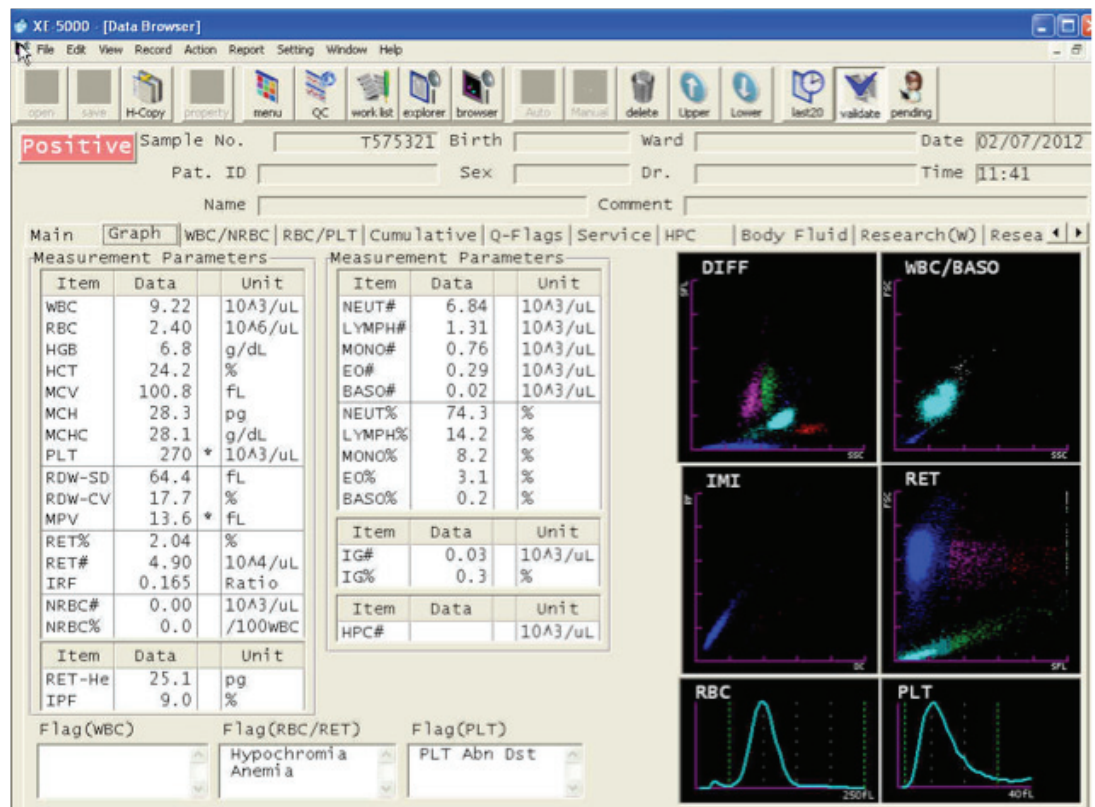 XE-5000 - [Data Browser]
File Edit View Record Action Report Setting Window Help
open save H-Copy property menu QC work list explorer browser Auto Manual delete Upper Lower last20 validate pending
Positive Sample No. T575321 Birth Ward Date 02/07/2012
Pat. ID Sex Dr. Time 11:41
Name Comment
Main Graph WBC/NRBC RBC/PLT Cumulative Q-Flags Service HPC Body Fluid Research(W) Resea
Measurement Parameters
Item Data Unit
WBC 9.22 10^3/uL
RBC 2.40 10^6/uL
HGB 6.8 g/dL
HCT 24.2 %
MCV 100.8 fL
MCH 28.3 pg
MCHC 28.1 g/dL
PLT 270 * 10^3/uL
RDW-SD 64.4 fL
RDW-CV 17.7 %
MPV 13.6 * fL
RET% 2.04 %
RET# 4.90 10^4/uL
IRF 0.165 Ratio
NRBC# 0.00 10^3/uL
NRBC% 0.0 /100WBC
Item Data Unit
RET-He 25.1 pg
IPF 9.0 %
Measurement Parameters
Item Data Unit
NEUT# 6.84 10^3/uL
LYMPH# 1.31 10^3/uL
MONO# 0.76 10^3/uL
EO# 0.29 10^3/uL
BASO# 0.02 10^3/uL
NEUT% 74.3 %
LYMPH% 14.2 %
MONO% 8.2 %
EO% 3.1 %
BASO% 0.2 %
Item Data Unit
IG# 0.03 10^3/uL
IG% 0.3 %
Item Data Unit
HPC# 10^3/uL
Flag(WBC) Flag(RBC/RET) Flag(PLT)
Hypochromia PLT Abn Dst
Anemia
DIFF
SFL
SSC
WBC/BASO
FSC
SSC
IMI
RF
DC
RET
FSC
SFL
RBC
250fL
PLT
40fL